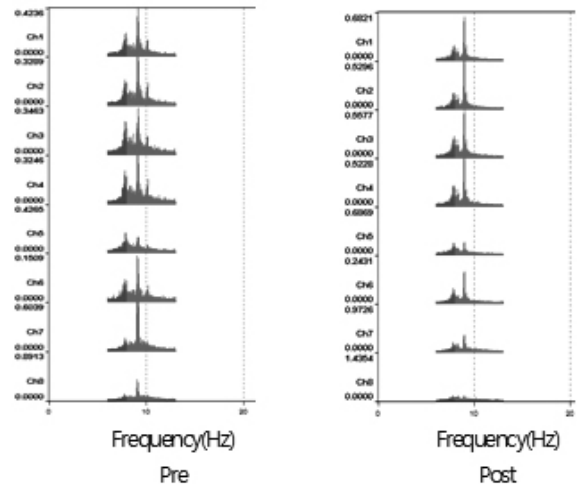 0.4236
Ch1
0.0000
0.3299
Ch2
0.0000
0.3463
Ch3
0.0000
0.3246
Ch4
0.0000
0.4265
Ch5
0.0000
0.1509
Ch6
0.0000
0.6039
Ch7
0.0000
0.8913
Ch8
0.0000
0 10 20
Frequency(Hz)
Pre
0.6821
Ch1
0.0000
0.5296
Ch2
0.0000
0.5577
Ch3
0.0000
0.5228
Ch4
0.0000
0.6869
Ch5
0.0000
0.2431
Ch6
0.0000
0.9726
Ch7
0.0000
1.4354
Ch8
0.0000
0 10 20
Frequency(Hz)
Post